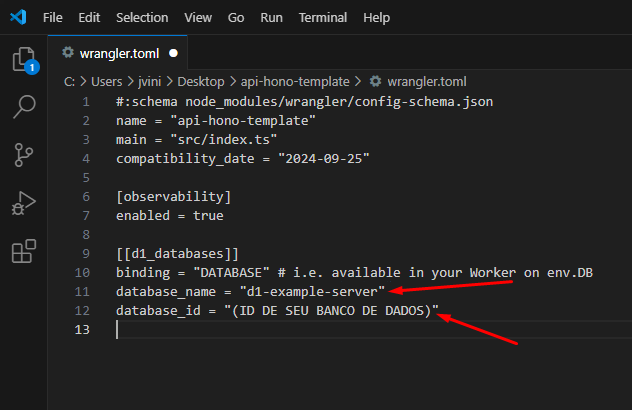 File Edit Selection View Go Run Terminal Help
wrangler.toml
C: > Users > jvini > Desktop > api-hono-template > wrangler.toml
1
1 #:schema node_modules/wrangler/config-schema.json
2 name = "api-hono-template"
3 main = "src/index.ts"
4 compatibility_date = "2024-09-25"
5
6 [observability]
7 enabled = true
8
9 [[d1_databases]]
10 binding = "DATABASE" # i.e. available in your Worker on env.DB
11 database_name = "d1-example-server"
12 database_id = "(ID DE SEU BANCO DE DADOS)"
13